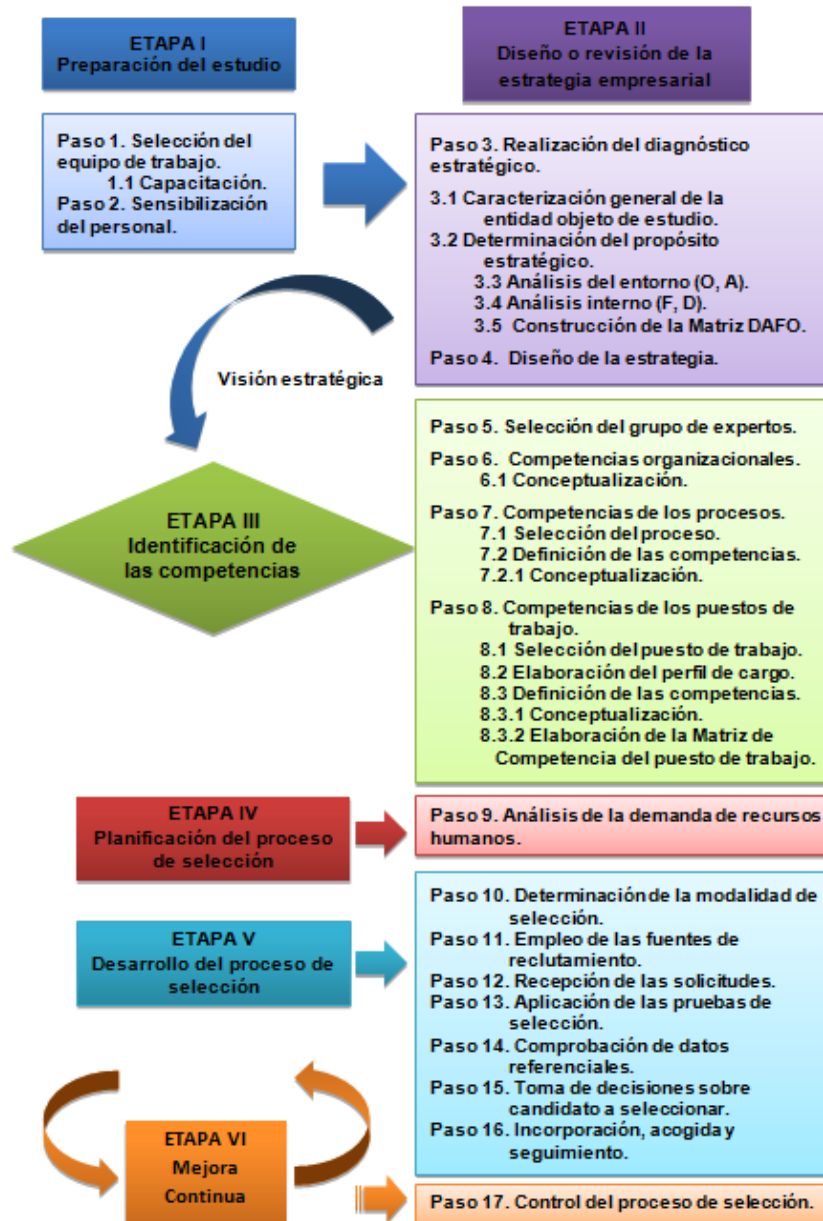 ETAPA I
Preparación del estudio
ETAPA II
Diseño o revisión de la
estrategia empresarial
Paso 1. Selección del
equipo de trabajo.
1.1 Capacitación.
Paso 2. Sensibilización
del personal.
Paso 3. Realización del diagnóstico
estratégico.
3.1 Caracterización general de la
entidad objeto de estudio.
3.2 Determinación del propósito
estratégico.
3.3 Análisis del entorno (O, A).
3.4 Análisis interno (F, D).
3.5 Construcción de la Matriz DAFO.
Paso 4. Diseño de la estrategia.
Visión estratégica
ETAPA III
Identificación de
las competencias
Paso 5. Selección del grupo de expertos.
Paso 6. Competencias organizacionales.
6.1 Conceptualización.
Paso 7. Competencias de los procesos.
7.1 Selección del proceso.
7.2 Definición de las competencias.
7.2.1 Conceptualización.
Paso 8. Competencias de los puestos de
trabajo.
8.1 Selección del puesto de trabajo.
8.2 Elaboración del perfil de cargo.
8.3 Definición de las competencias.
8.3.1 Conceptualización.
8.3.2 Elaboración de la Matriz de
Competencia del puesto de trabajo.
ETAPA IV
Planificación del proceso
de selección
Paso 9. Análisis de la demanda de recursos
humanos.
ETAPA V
Desarrollo del proceso de
selección
Paso 10. Determinación de la modalidad de
selección.
Paso 11. Empleo de las fuentes de
reclutamiento.
Paso 12. Recepción de las solicitudes.
Paso 13. Aplicación de las pruebas de
selección.
Paso 14. Comprobación de datos
referenciales.
Paso 15. Toma de decisiones sobre
candidato a seleccionar.
Paso 16. Incorporación, acogida y
seguimiento.
ETAPA VI
Mejora
Continua
Paso 17. Control del proceso de selección.